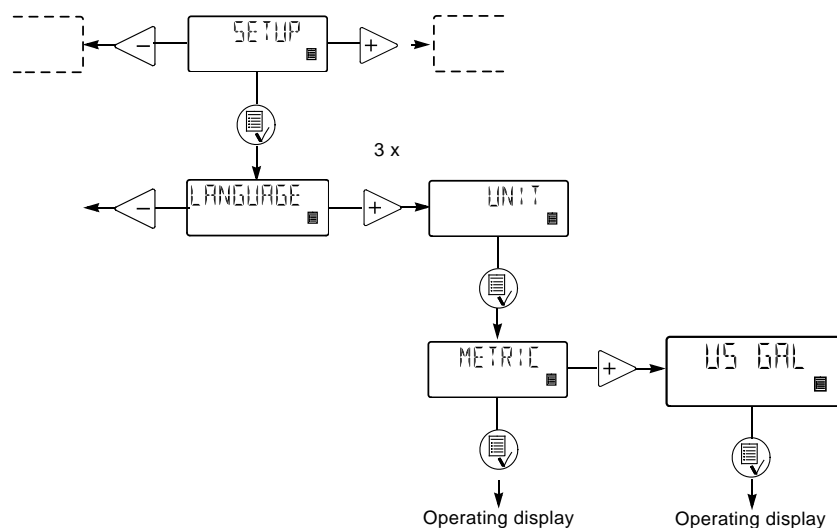 SETUP
- +
3 x
LANGUAGE
- +
UNIT
METRIC
+
US GAL
Operating display
Operating display